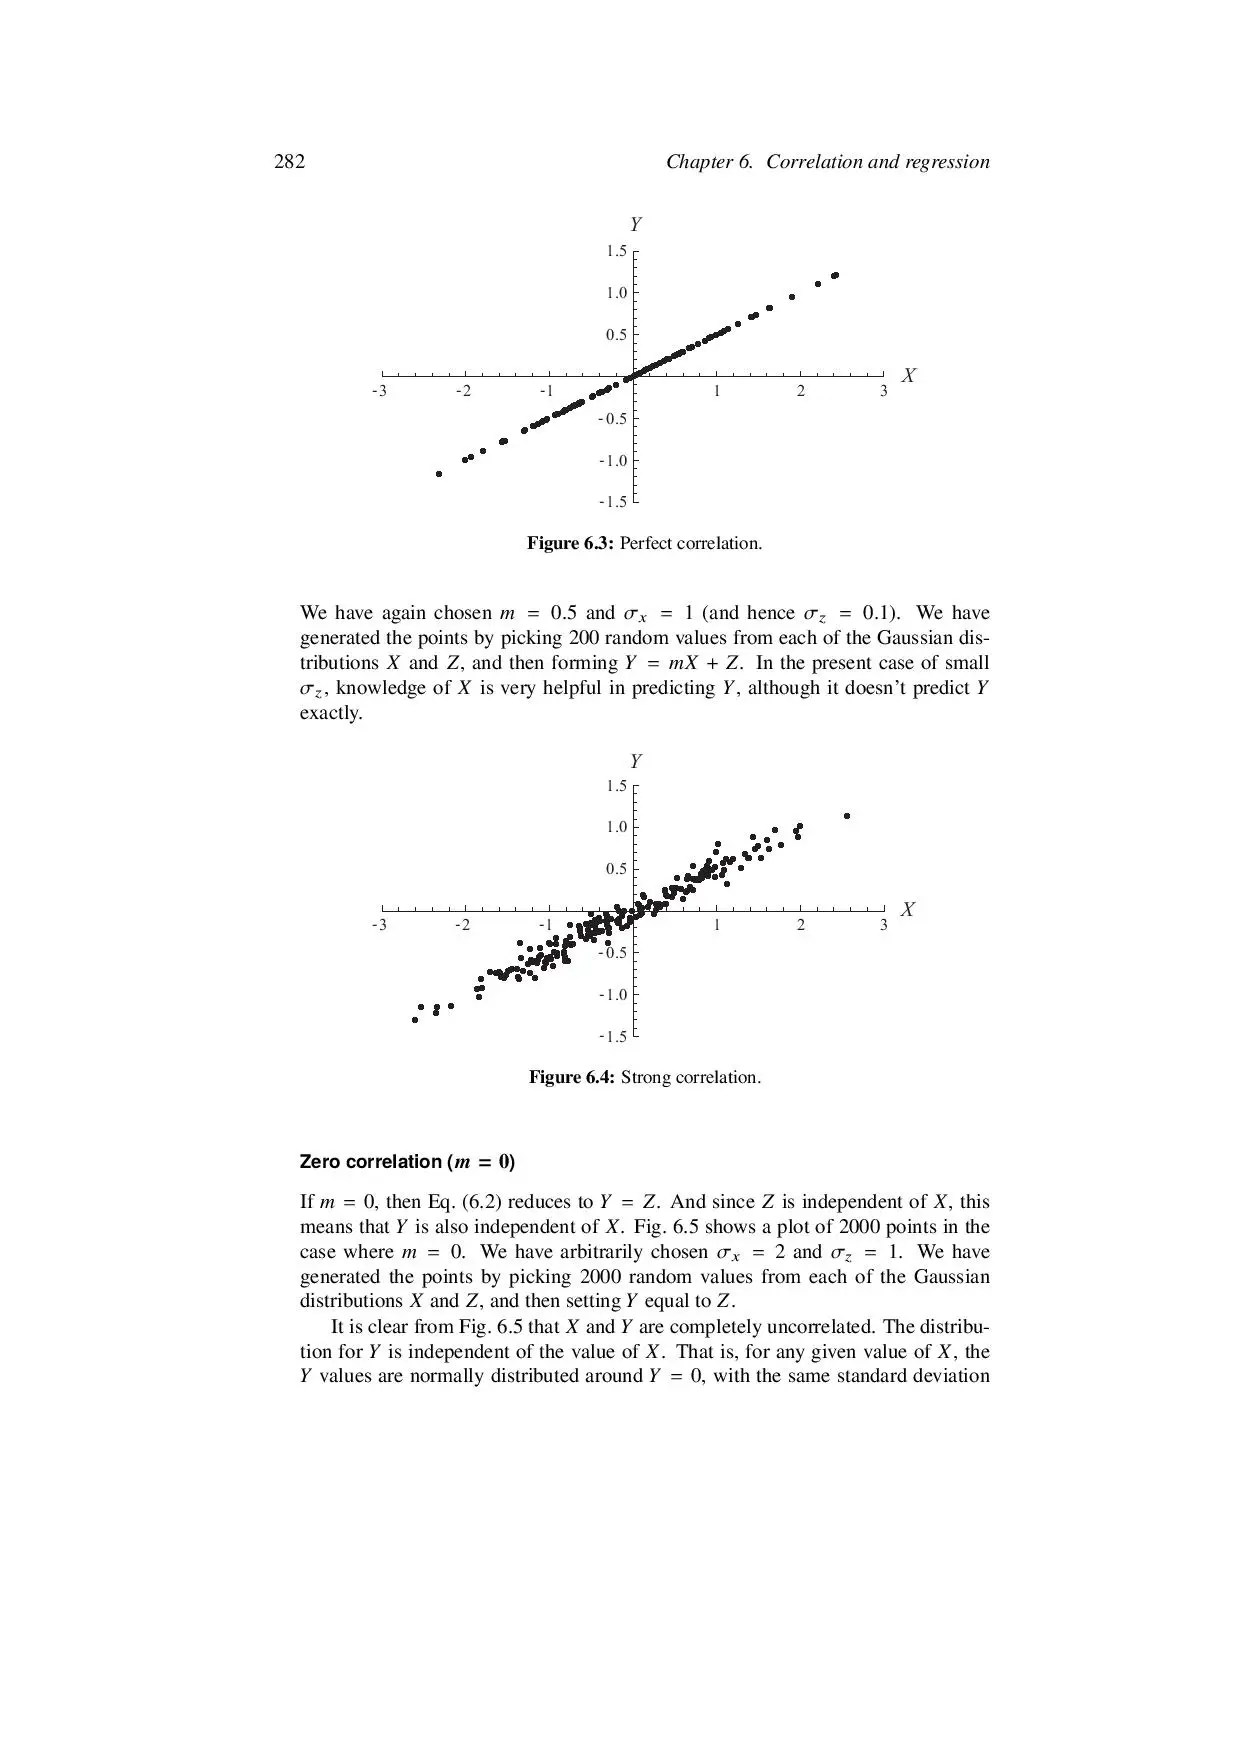 282 Chapter 6. Correlation and regression
Y
1.5
1.0
0.5
-3 -2 -1 1 2 3 X
-0.5
-1.0
-1.5
Figure 6.3: Perfect correlation.
We have again chosen m = 0.5 and σx = 1 (and hence σz = 0.1). We have
generated the points by picking 200 random values from each of the Gaussian dis-
tributions X and Z, and then forming Y = mX + Z. In the present case of small
σz, knowledge of X is very helpful in predicting Y, although it doesn't predict Y
exactly.
Y
1.5
1.0
0.5
-3 -2 -1 1 2 3 X
-0.5
-1.0
-1.5
Figure 6.4: Strong correlation.
Zero correlation (m = 0)
If m = 0, then Eq. (6.2) reduces to Y = Z. And since Z is independent of X, this
means that Y is also independent of X. Fig. 6.5 shows a plot of 2000 points in the
case where m = 0. We have arbitrarily chosen σx = 2 and σz = 1. We have
generated the points by picking 2000 random values from each of the Gaussian
distributions X and Z, and then setting Y equal to Z.
It is clear from Fig. 6.5 that X and Y are completely uncorrelated. The distribu-
tion for Y is independent of the value of X. That is, for any given value of X, the
Y values are normally distributed around Y = 0, with the same standard deviation